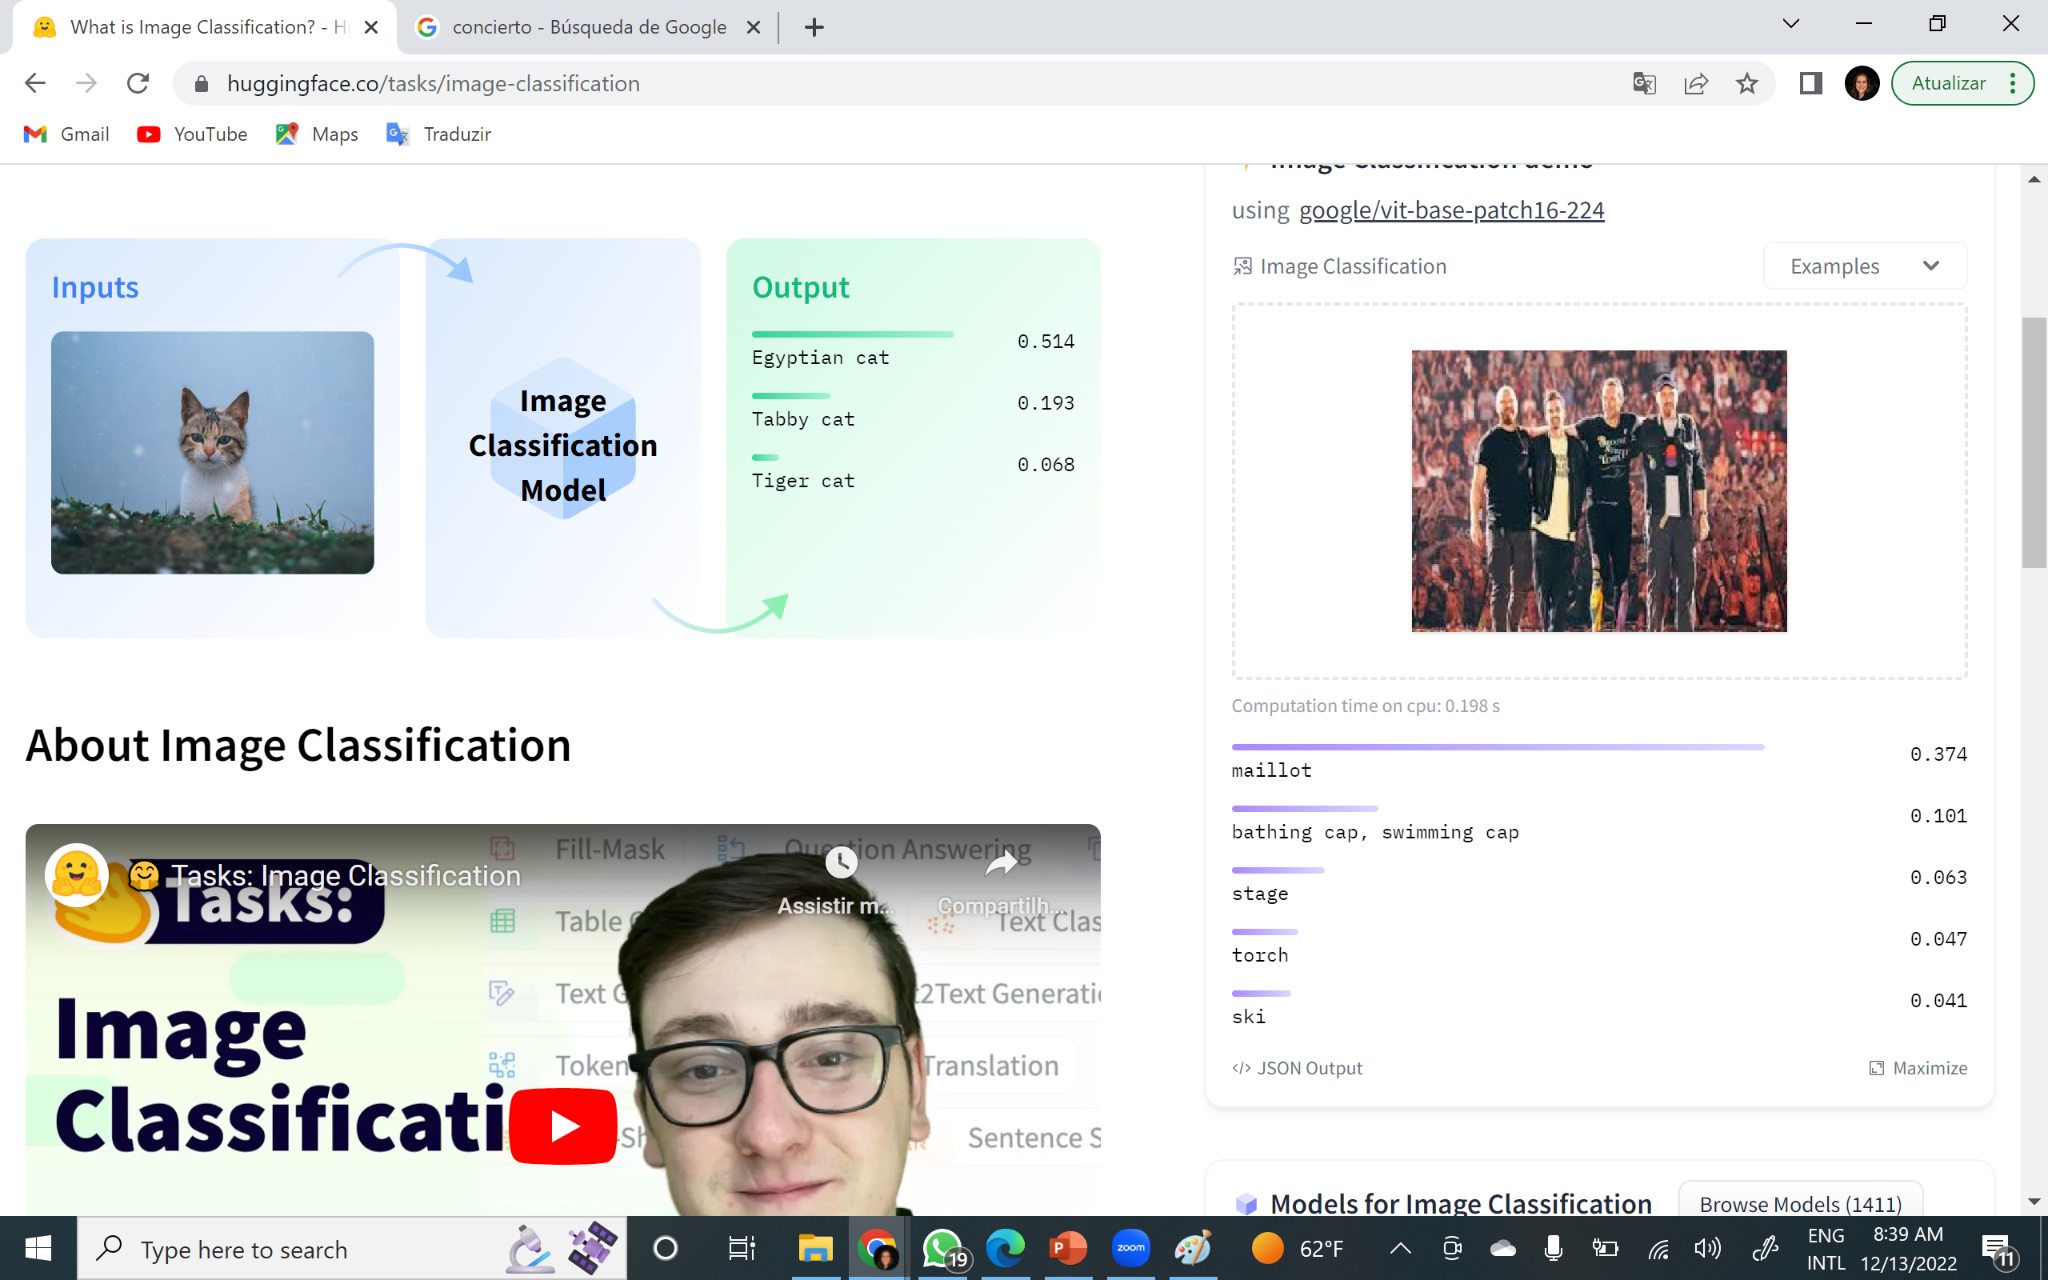 What is Image Classification? - H
concierto - Búsqueda de Google
huggingface.co/tasks/image-classification
Atualizar
Gmail
YouTube
Maps
Traduzir
Image Classification demo
using google/vit-base-patch16-224
Image Classification
Examples
Inputs
Image
Classification
Model
Output
Egyptian cat 0.514
Tabby cat 0.193
Tiger cat 0.068
Computation time on cpu: 0.198 s
maillot 0.374
bathing cap, swimming cap 0.101
stage 0.063
torch 0.047
ski 0.041
</> JSON Output
Maximize
About Image Classification
🤗 Tasks: Image Classification
Tasks:
Image
Classificati
Assistir m...
Compartilh...
Fill-Mask
Question Answering
Table
Text Clas
Text G
2Text Generati
Token
Translation
Sentence S
Models for Image Classification
Browse Models (1411)
Type here to search
19
zoom
62°F
ENG
INTL
8:39 AM
12/13/2022
11